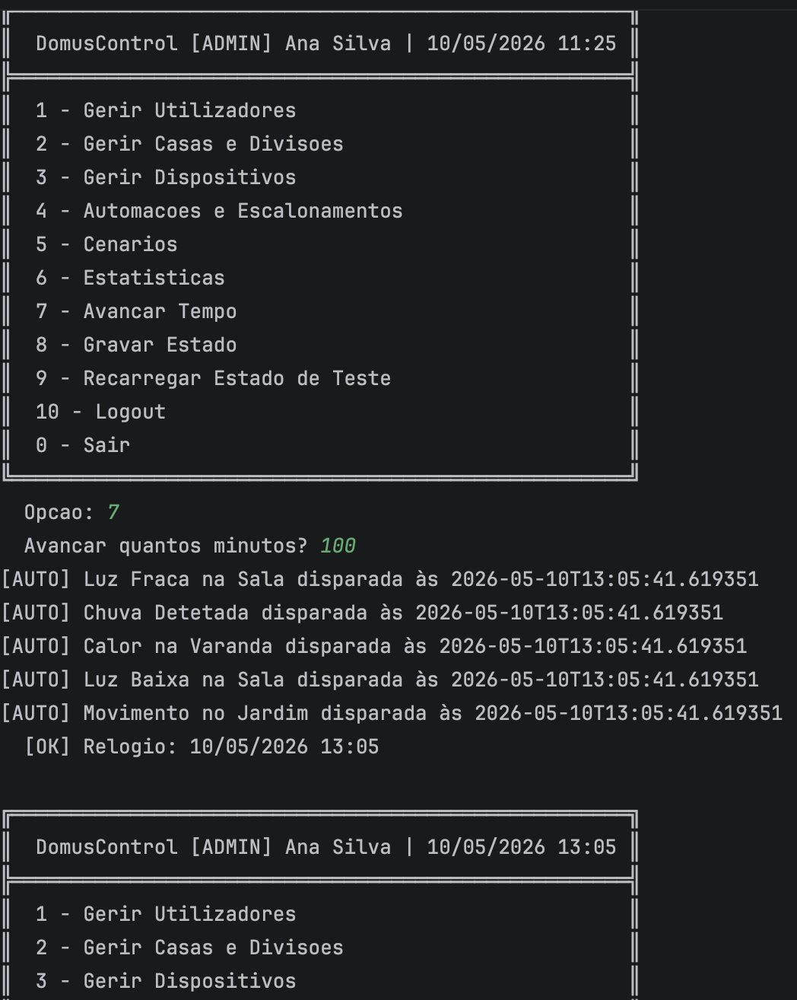 DomusControl [ADMIN] Ana Silva | 10/05/2026 11:25
1 - Gerir Utilizadores
2 - Gerir Casas e Divisoes
3 - Gerir Dispositivos
4 - Automacoes e Escalonamentos
5 - Cenarios
6 - Estatisticas
7 - Avancar Tempo
8 - Gravar Estado
9 - Recarregar Estado de Teste
10 - Logout
0 - Sair
Opcao: 7
Avancar quantos minutos? 100
[AUTO] Luz Fraca na Sala disparada às 2026-05-10T13:05:41.619351
[AUTO] Chuva Detetada disparada às 2026-05-10T13:05:41.619351
[AUTO] Calor na Varanda disparada às 2026-05-10T13:05:41.619351
[AUTO] Luz Baixa na Sala disparada às 2026-05-10T13:05:41.619351
[AUTO] Movimento no Jardim disparada às 2026-05-10T13:05:41.619351
[OK] Relogio: 10/05/2026 13:05
DomusControl [ADMIN] Ana Silva | 10/05/2026 13:05
1 - Gerir Utilizadores
2 - Gerir Casas e Divisoes
3 - Gerir Dispositivos